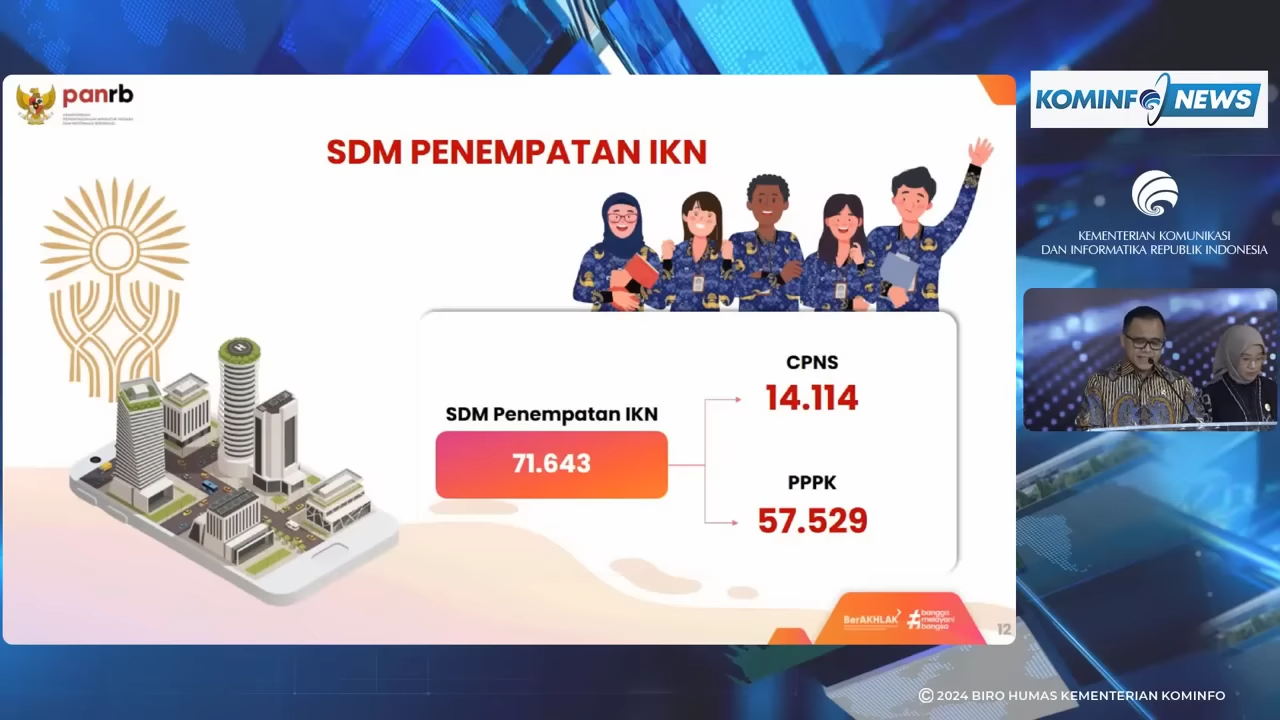 panrb
SDM PENEMPATAN IKN
SDM Penempatan IKN
71.643
CPNS
14.114
PPPK
57.529
BerAKHLAK
#bangga
melayani
bangsa
12
KOMINFO NEWS
KEMENTERIAN KOMUNIKASI
DAN INFORMATIKA REPUBLIK INDONESIA
© 2024 BIRO HUMAS KEMENTERIAN KOMINFO